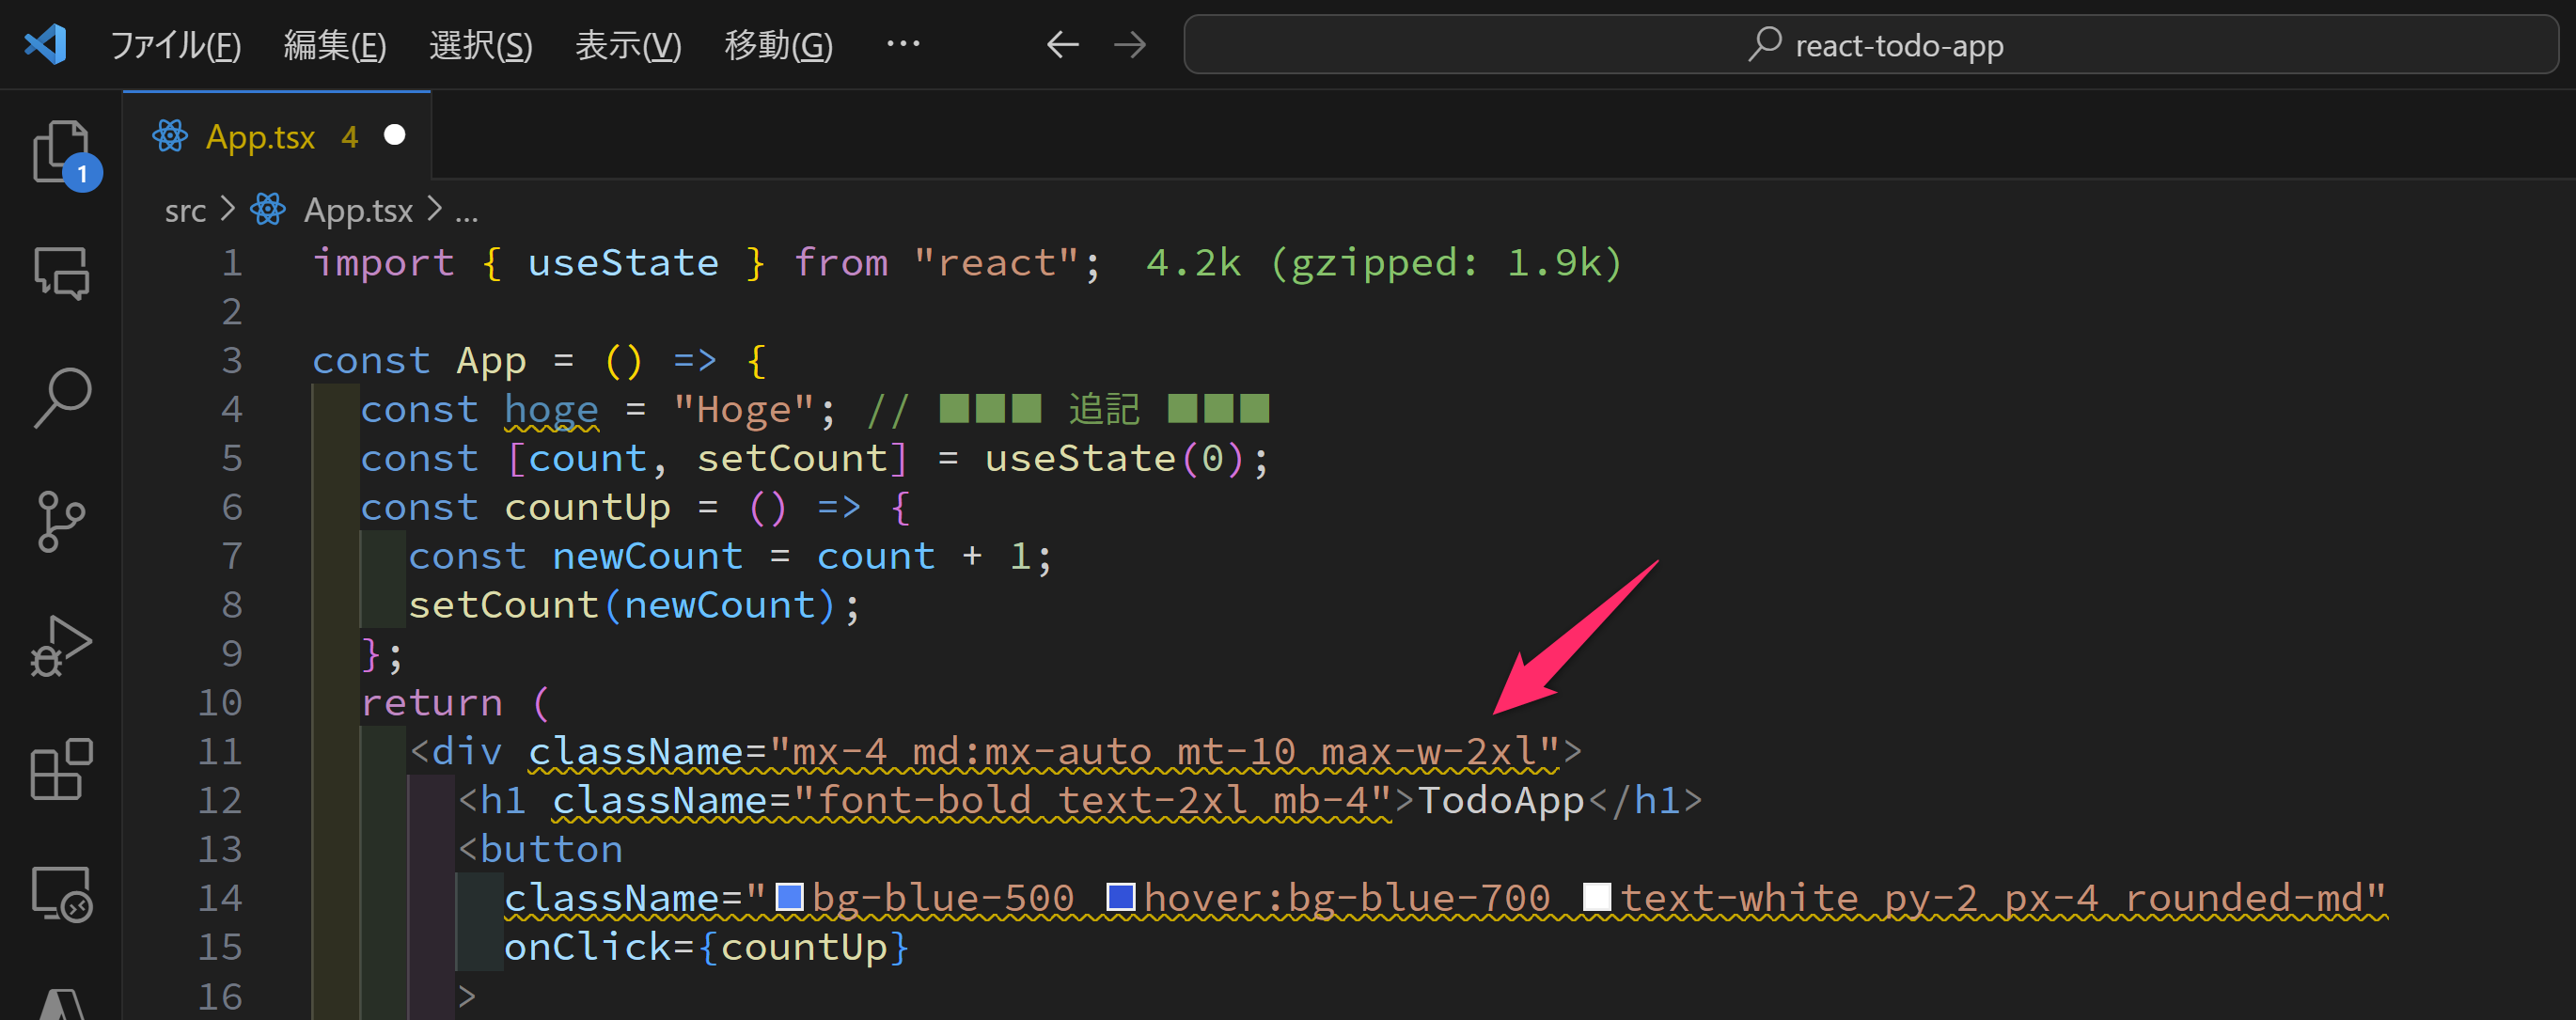 ファイル(F) 編集(E) 選択(S) 表示(V) 移動(G) ··· react-todo-app
App.tsx 4
1
src > App.tsx > ...
1 import { useState } from "react"; 4.2k (gzipped: 1.9k)
2
3 const App = () => {
4 const hoge = "Hoge"; // ■■■ 追記 ■■■
5 const [count, setCount] = useState(0);
6 const countUp = () => {
7 const newCount = count + 1;
8 setCount(newCount);
9 };
10 return (
11 <div className="mx-4 md:mx-auto mt-10 max-w-2xl">
12 <h1 className="font-bold text-2xl mb-4">TodoApp</h1>
13 <button
14 className="bg-blue-500 hover:bg-blue-700 text-white py-2 px-4 rounded-md"
15 onClick={countUp}
16 >